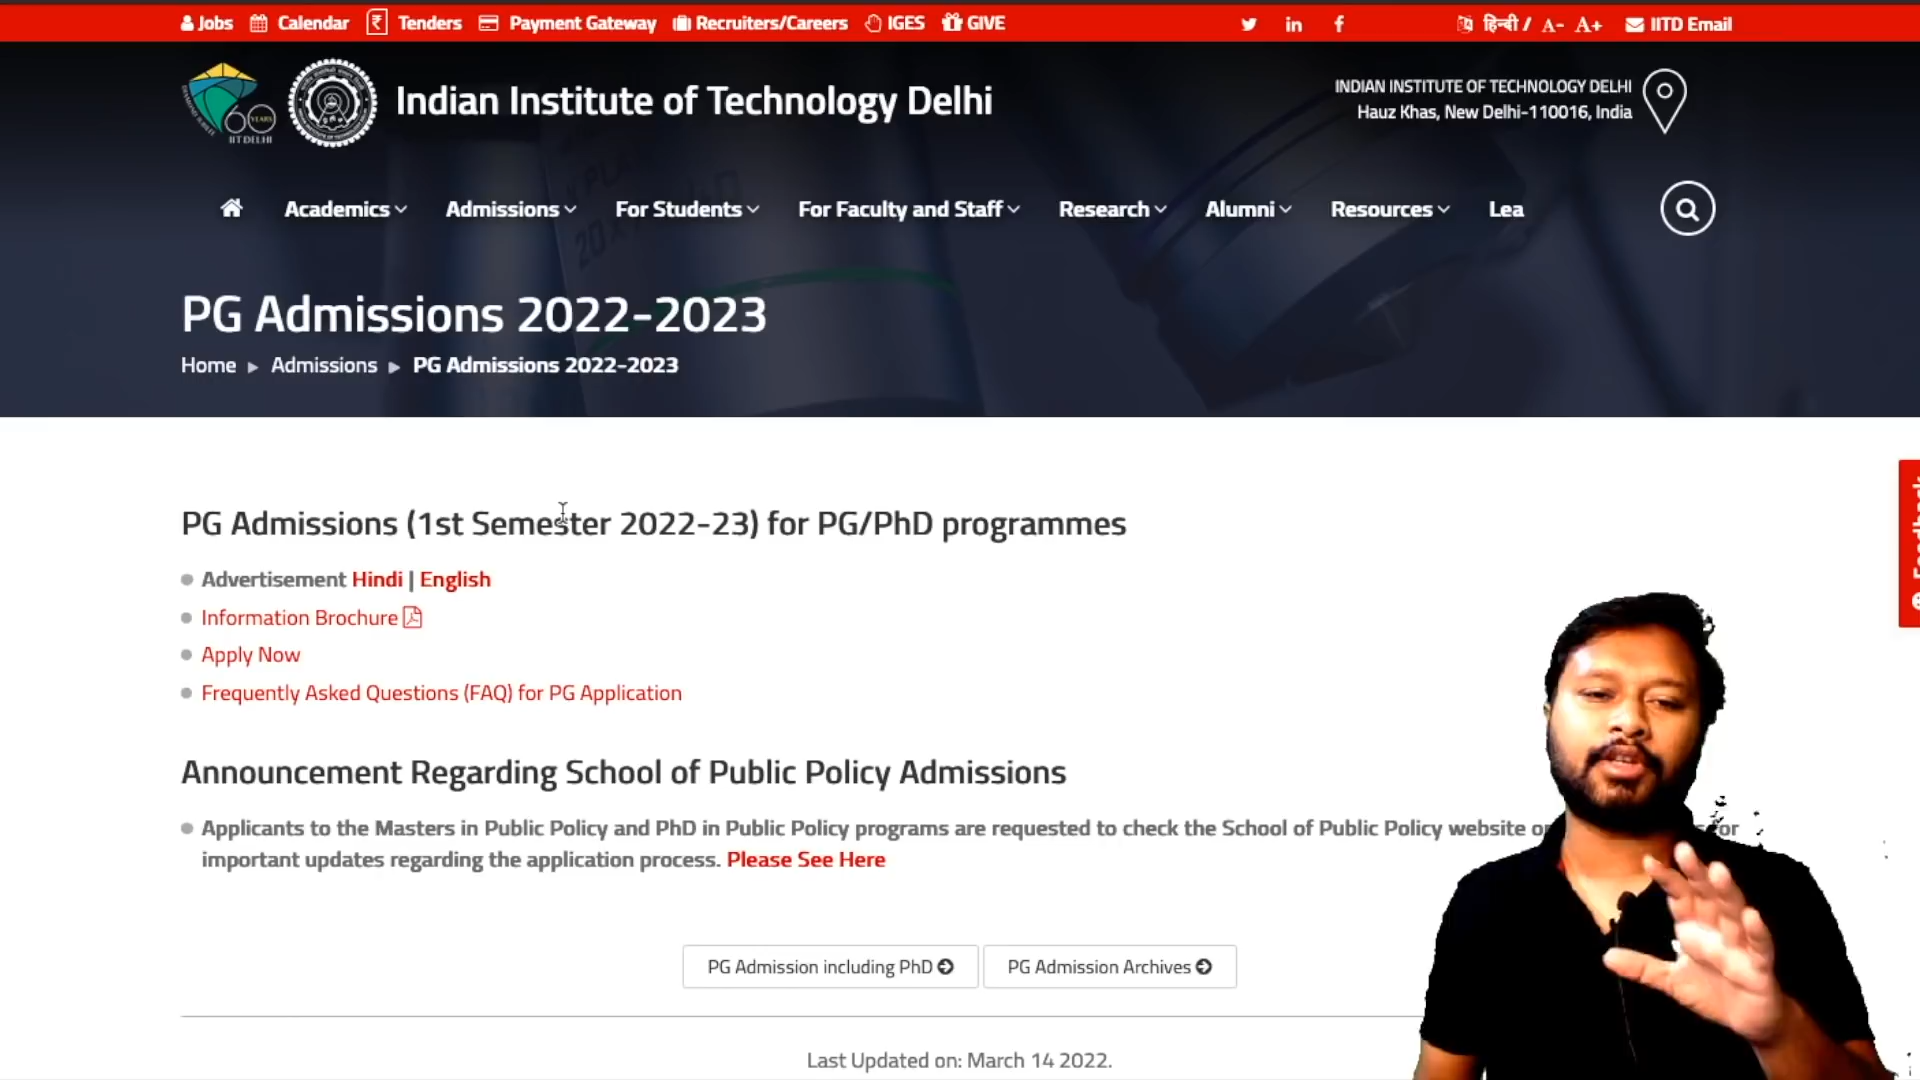 Jobs Calendar Tenders Payment Gateway Recruiters/Careers IGES GIVE हिन्दी / A- A+ IITD Email
60 YEARS
IIT DELHI
Indian Institute of Technology Delhi
INDIAN INSTITUTE OF TECHNOLOGY DELHI
Hauz Khas, New Delhi-110016, India
Academics Admissions For Students For Faculty and Staff Research Alumni Resources Lea
PG Admissions 2022-2023
Home ▸ Admissions ▸ PG Admissions 2022-2023
PG Admissions (1st Semester 2022-23) for PG/PhD programmes
Advertisement Hindi | English
Information Brochure
Apply Now
Frequently Asked Questions (FAQ) for PG Application
Announcement Regarding School of Public Policy Admissions
Applicants to the Masters in Public Policy and PhD in Public Policy programs are requested to check the School of Public Policy website or
important updates regarding the application process. Please See Here
PG Admission including PhD PG Admission Archives
Last Updated on: March 14 2022.